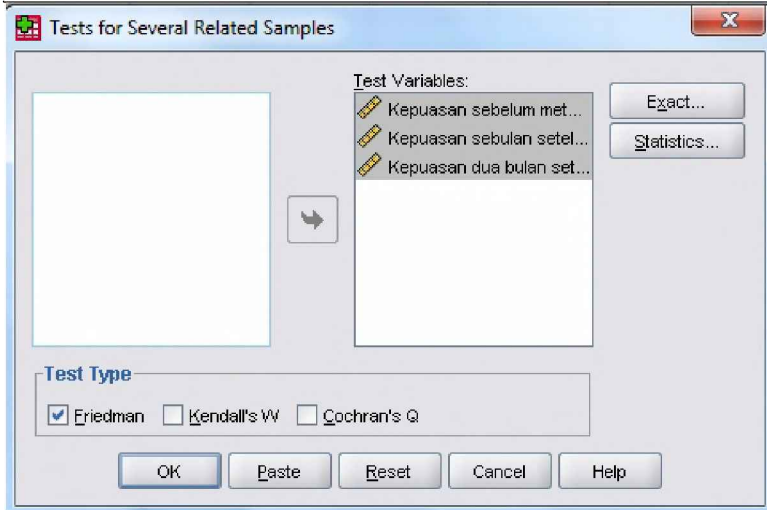 Tests for Several Related Samples
X
Test Variables:
Kepuasan sebelum met...
Kepuasan sebulan setel...
Kepuasan dua bulan set...
Exact...
Statistics...
Test Type
Friedman Kendall's W Cochran's Q
OK Paste Reset Cancel Help